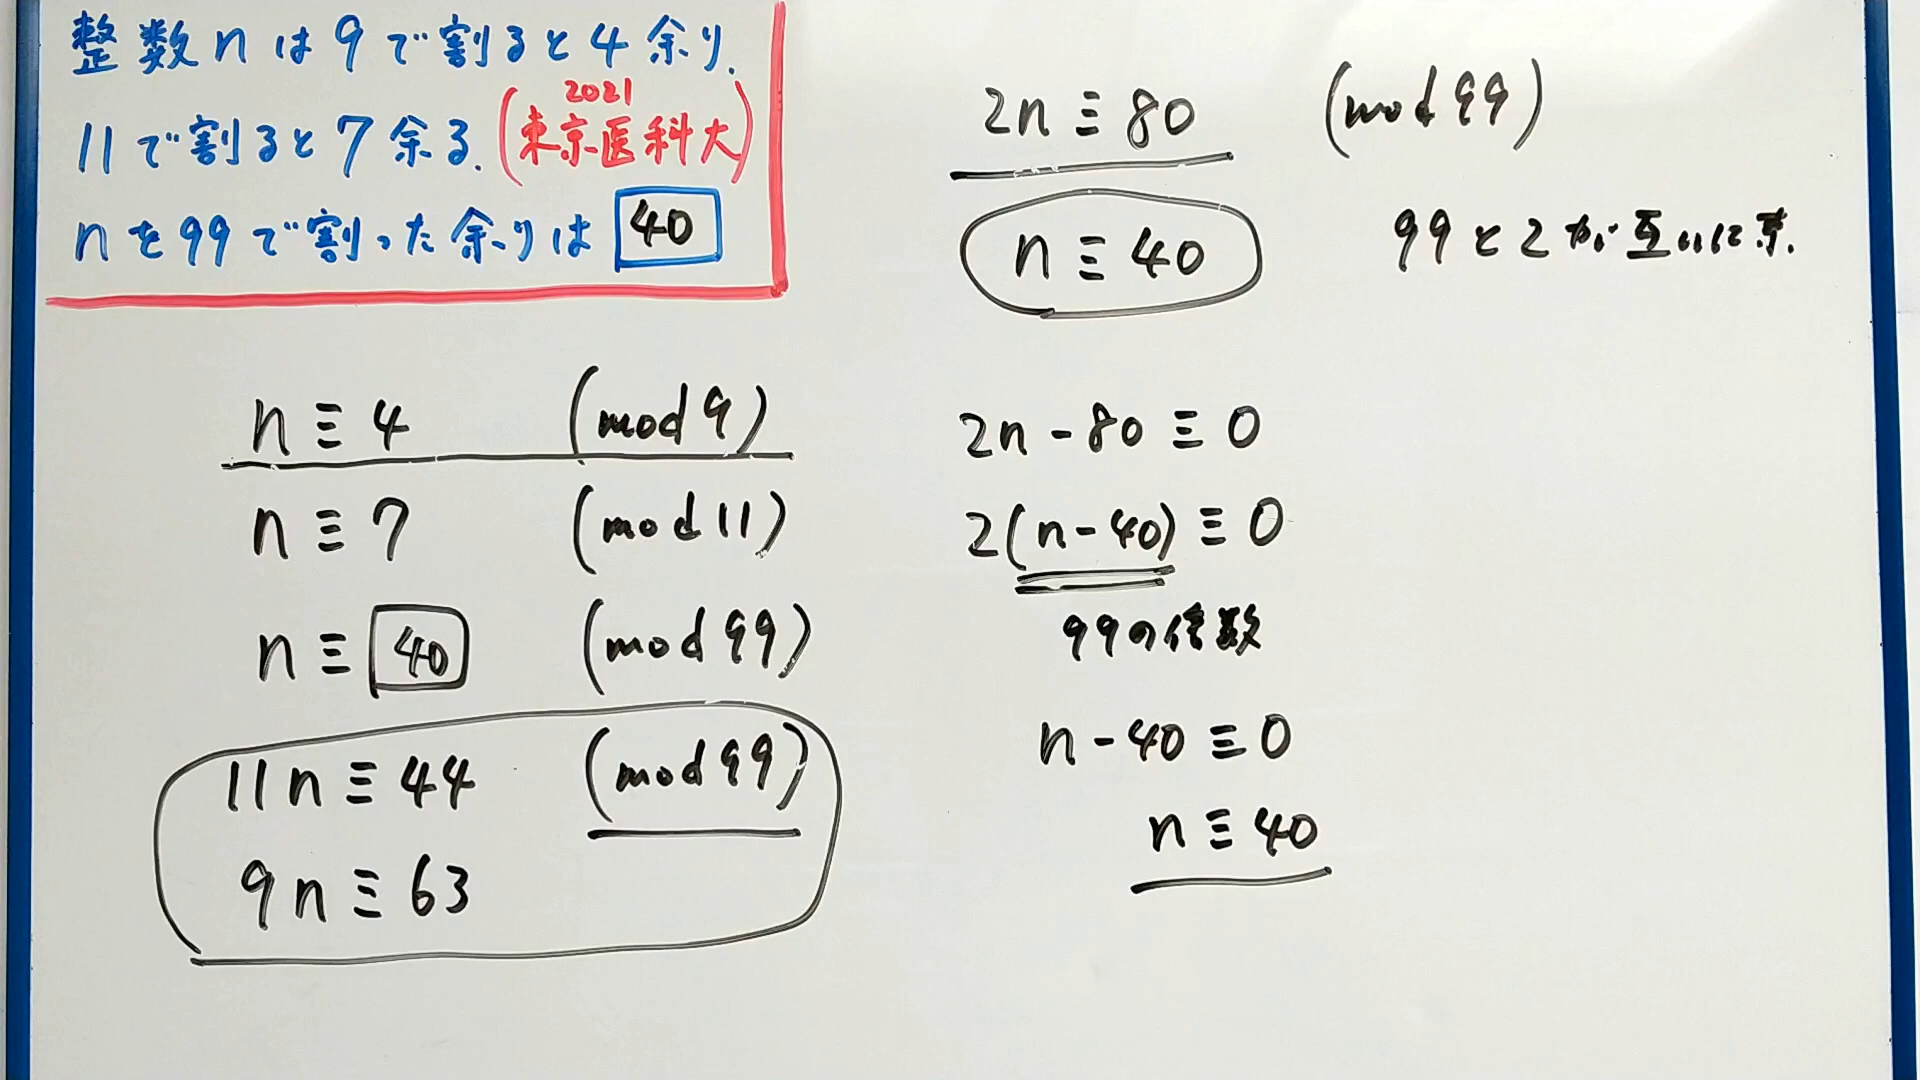 整数nは9で割ると4余り.
11で割ると7余る.(2021 東京医科大)
nを99で割った余りは 40
n≡4 (mod 9)
n≡7 (mod 11)
n≡40 (mod 99)
11n≡44 (mod 99)
9n≡63
2n≡80 (mod 99)
n≡40 99と2が互いに素.
2n-80≡0
2(n-40)≡0
99の倍数
n-40≡0
n≡40